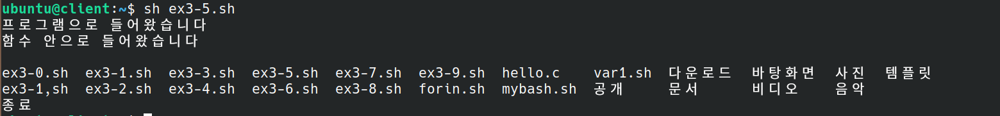 ubuntu@client:~$ sh ex3-5.sh
프로그램으로 들어왔습니다
함수 안으로 들어왔습니다
ex3-0.sh ex3-1.sh ex3-3.sh ex3-5.sh ex3-7.sh ex3-9.sh hello.c var1.sh 다운로드 바탕화면 사진 템플릿
ex3-1,sh ex3-2.sh ex3-4.sh ex3-6.sh ex3-8.sh forin.sh mybash.sh 공개 문서 비디오 음악
종료